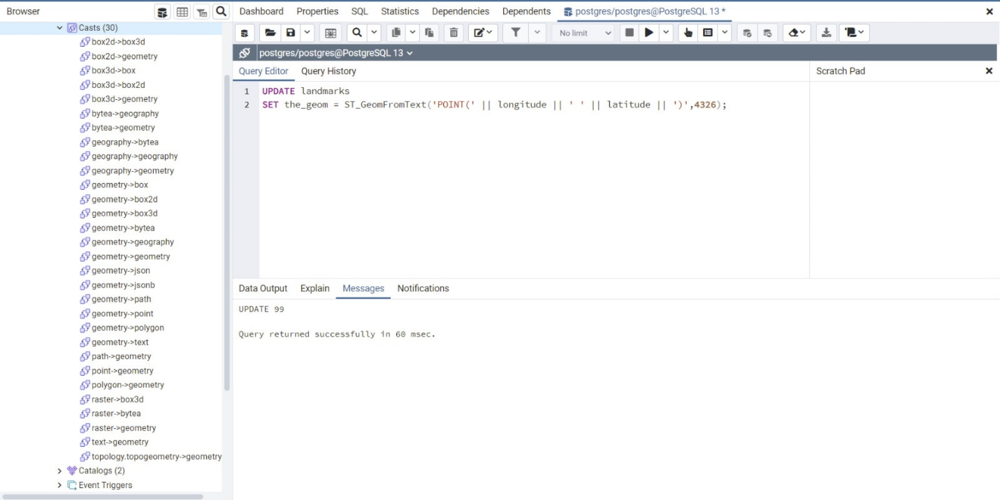 Browser
Dashboard Properties SQL Statistics Dependencies Dependents postgres/postgres@PostgreSQL 13 *
No limit
postgres/postgres@PostgreSQL 13
Casts (30)
box2d->box3d
box2d->geometry
box3d->box
box3d->box2d
box3d->geometry
bytea->geography
bytea->geometry
geography->bytea
geography->geography
geography->geometry
geometry->box
geometry->box2d
geometry->box3d
geometry->bytea
geometry->geography
geometry->geometry
geometry->json
geometry->jsonb
geometry->path
geometry->point
geometry->polygon
geometry->text
path->geometry
point->geometry
polygon->geometry
raster->box3d
raster->bytea
raster->geometry
text->geometry
topology.topogeometry->geometry
Catalogs (2)
Event Triggers
Query Editor Query History
Scratch Pad
1 UPDATE landmarks
2 SET the_geom = ST_GeomFromText('POINT(' || longitude || ' ' || latitude || ')',4326);
Data Output Explain Messages Notifications
UPDATE 99
Query returned successfully in 60 msec.